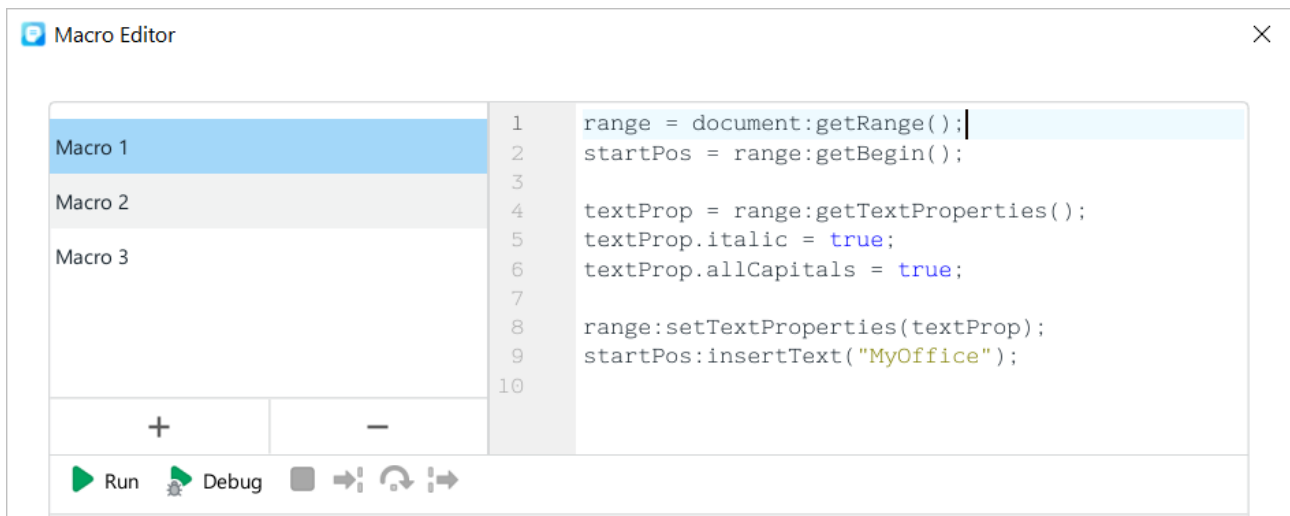 Macro Editor
Macro 1
Macro 2
Macro 3
1 range = document:getRange();
2 startPos = range:getBegin();
3
4 textProp = range:getTextProperties();
5 textProp.italic = true;
6 textProp.allCapitals = true;
7
8 range:setTextProperties(textProp);
9 startPos:insertText("MyOffice");
10
+ −
Run Debug